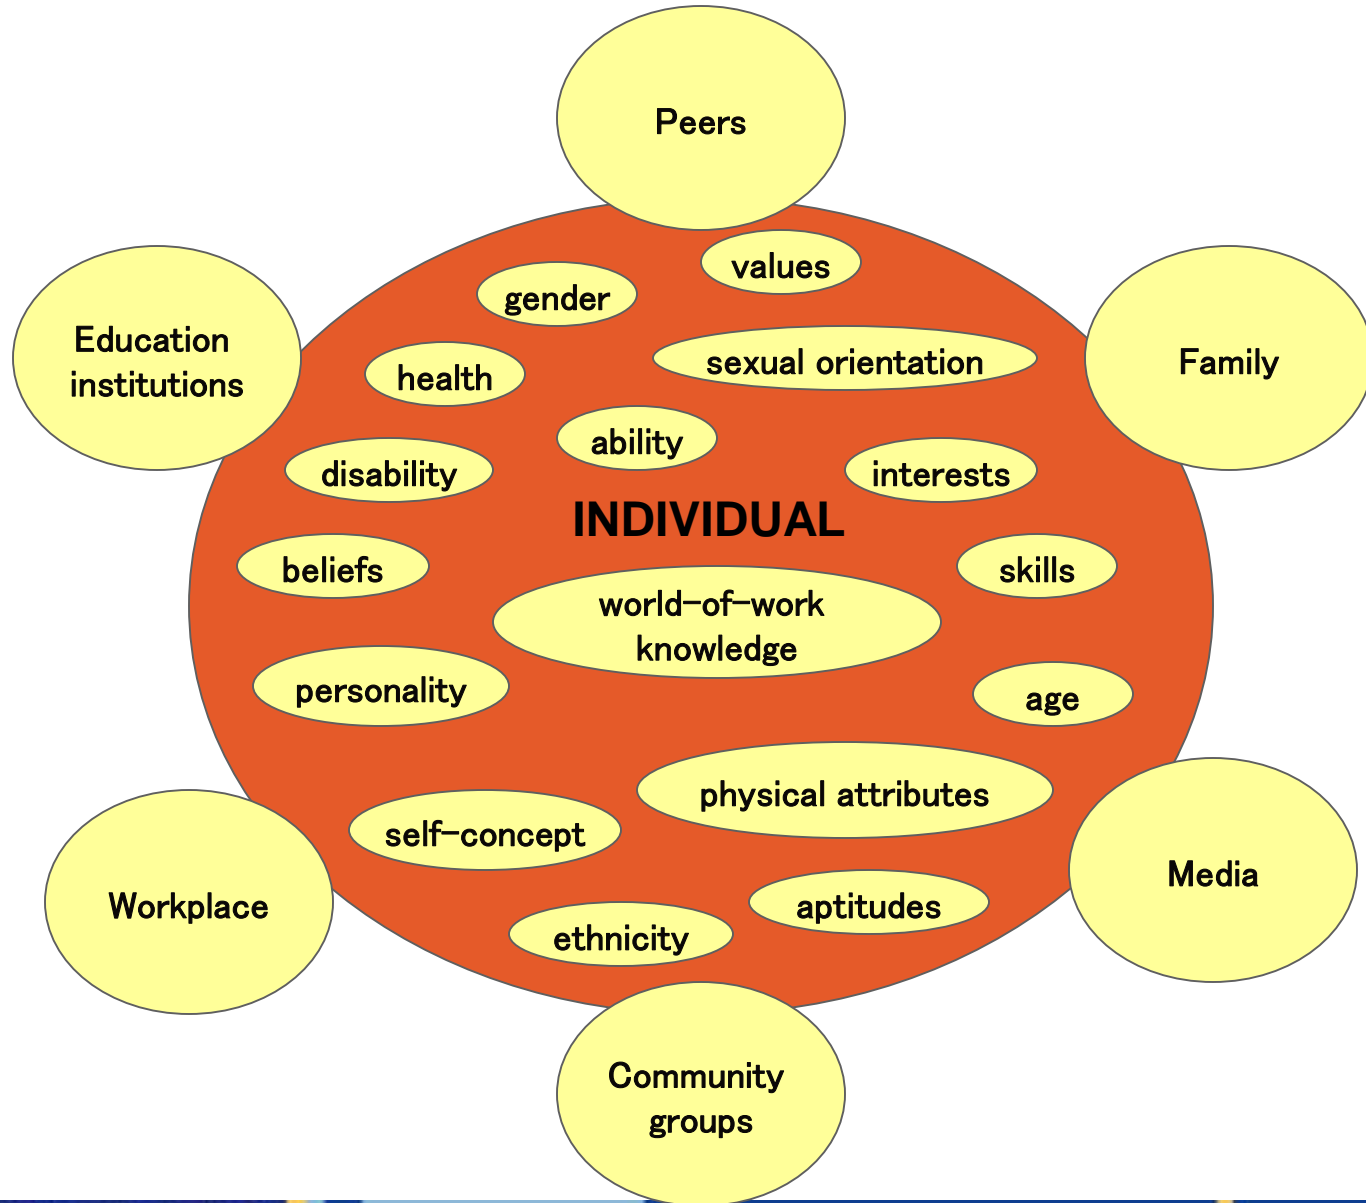 Peers
values
gender
Education
institutions
sexual orientation
Family
health
ability
disability
interests
INDIVIDUAL
beliefs
skills
world-of-work
knowledge
personality
age
physical attributes
self-concept
Media
Workplace
aptitudes
ethnicity
Community
groups